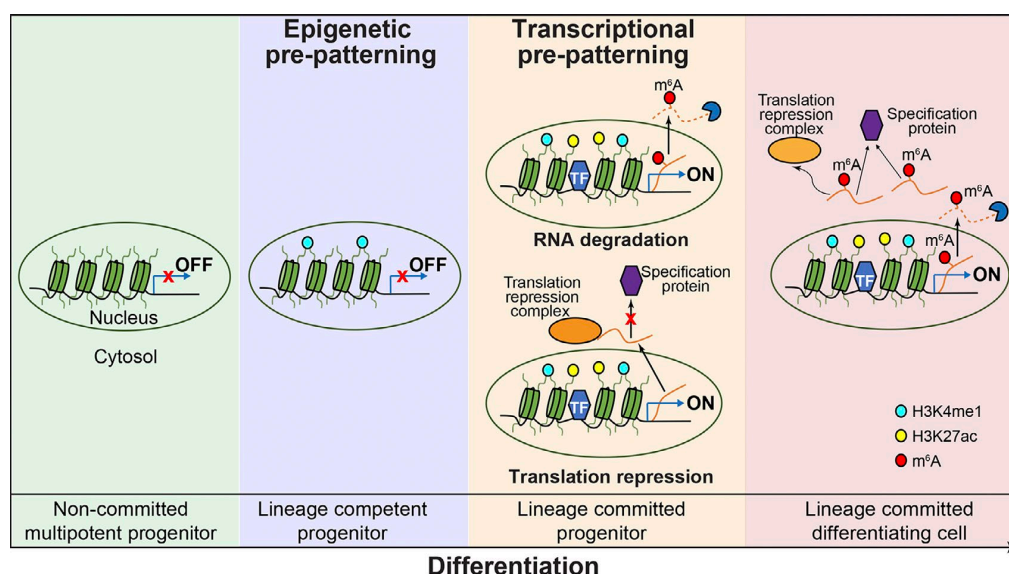 Epigenetic
pre-patterning
Transcriptional
pre-patterning
OFF
Nucleus
Cytosol
OFF
m⁶A
TF
ON
RNA degradation
Translation
repression
complex
Specification
protein
X
TF
ON
Translation repression
Translation
repression
complex
Specification
protein
m⁶A
m⁶A
m⁶A
m⁶A
TF
ON
H3K4me1
H3K27ac
m⁶A
Non-committed
multipotent progenitor
Lineage competent
progenitor
Lineage committed
progenitor
Lineage committed
differentiating cell
Differentiation